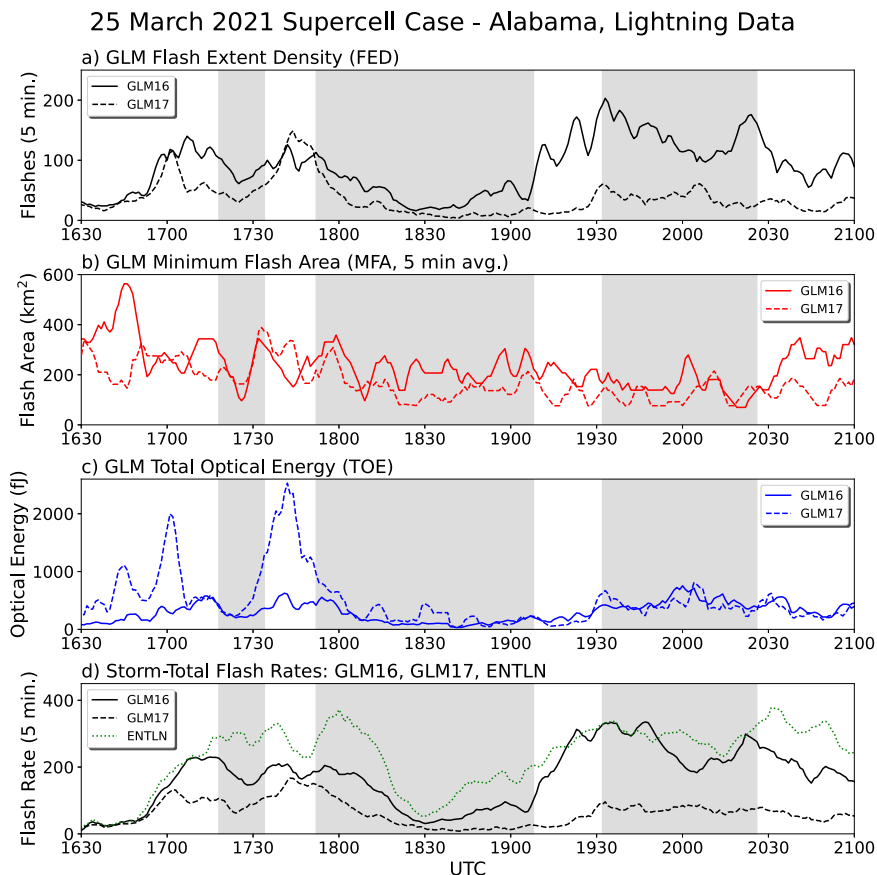 25 March 2021 Supercell Case - Alabama, Lightning Data
a) GLM Flash Extent Density (FED)
GLM16
GLM17
Flashes (5 min.)
200
100
0
1630 1700 1730 1800 1830 1900 1930 2000 2030 2100
b) GLM Minimum Flash Area (MFA, 5 min avg.)
GLM16
GLM17
Flash Area (km²)
600
400
200
0
1630 1700 1730 1800 1830 1900 1930 2000 2030 2100
c) GLM Total Optical Energy (TOE)
GLM16
GLM17
Optical Energy (fJ)
2000
1000
0
1630 1700 1730 1800 1830 1900 1930 2000 2030 2100
d) Storm-Total Flash Rates: GLM16, GLM17, ENTLN
GLM16
GLM17
ENTLN
Flash Rate (5 min.)
400
200
0
1630 1700 1730 1800 1830 1900 1930 2000 2030 2100
UTC